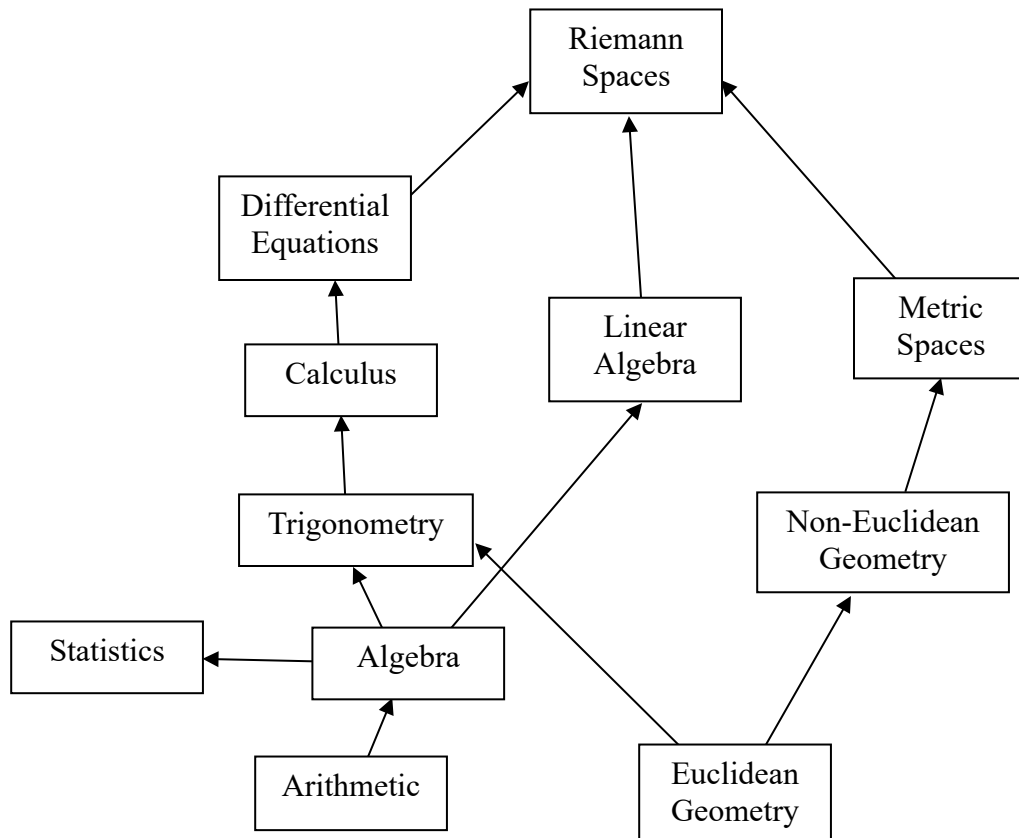 Riemann
Spaces
Differential
Equations
Metric
Spaces
Linear
Algebra
Calculus
Trigonometry
Non-Euclidean
Geometry
Statistics
Algebra
Arithmetic
Euclidean
Geometry